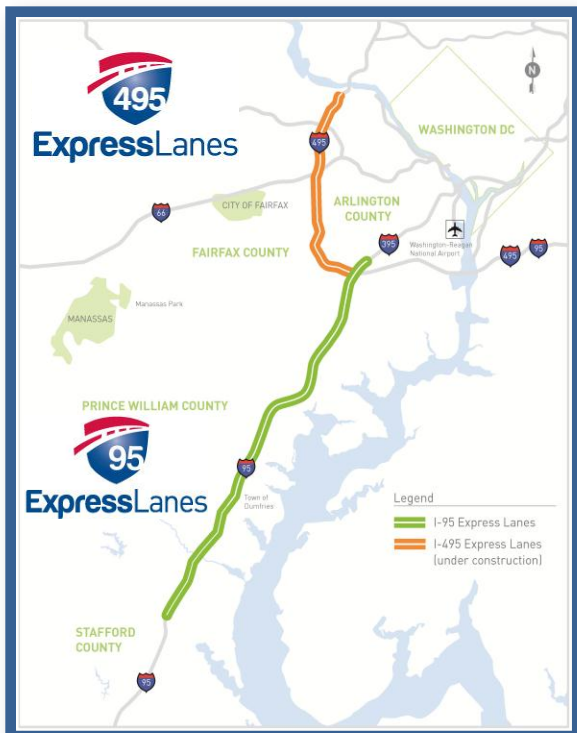 495
ExpressLanes
N
WASHINGTON DC
495
CITY OF FAIRFAX
ARLINGTON
COUNTY
66
395
Washington-Reagan
National Airport
FAIRFAX COUNTY
495
95
Manassas Park
MANASSAS
PRINCE WILLIAM COUNTY
95
ExpressLanes
95
Town of
Dumfries
Legend
I-95 Express Lanes
I-495 Express Lanes
(under construction)
STAFFORD
COUNTY
95